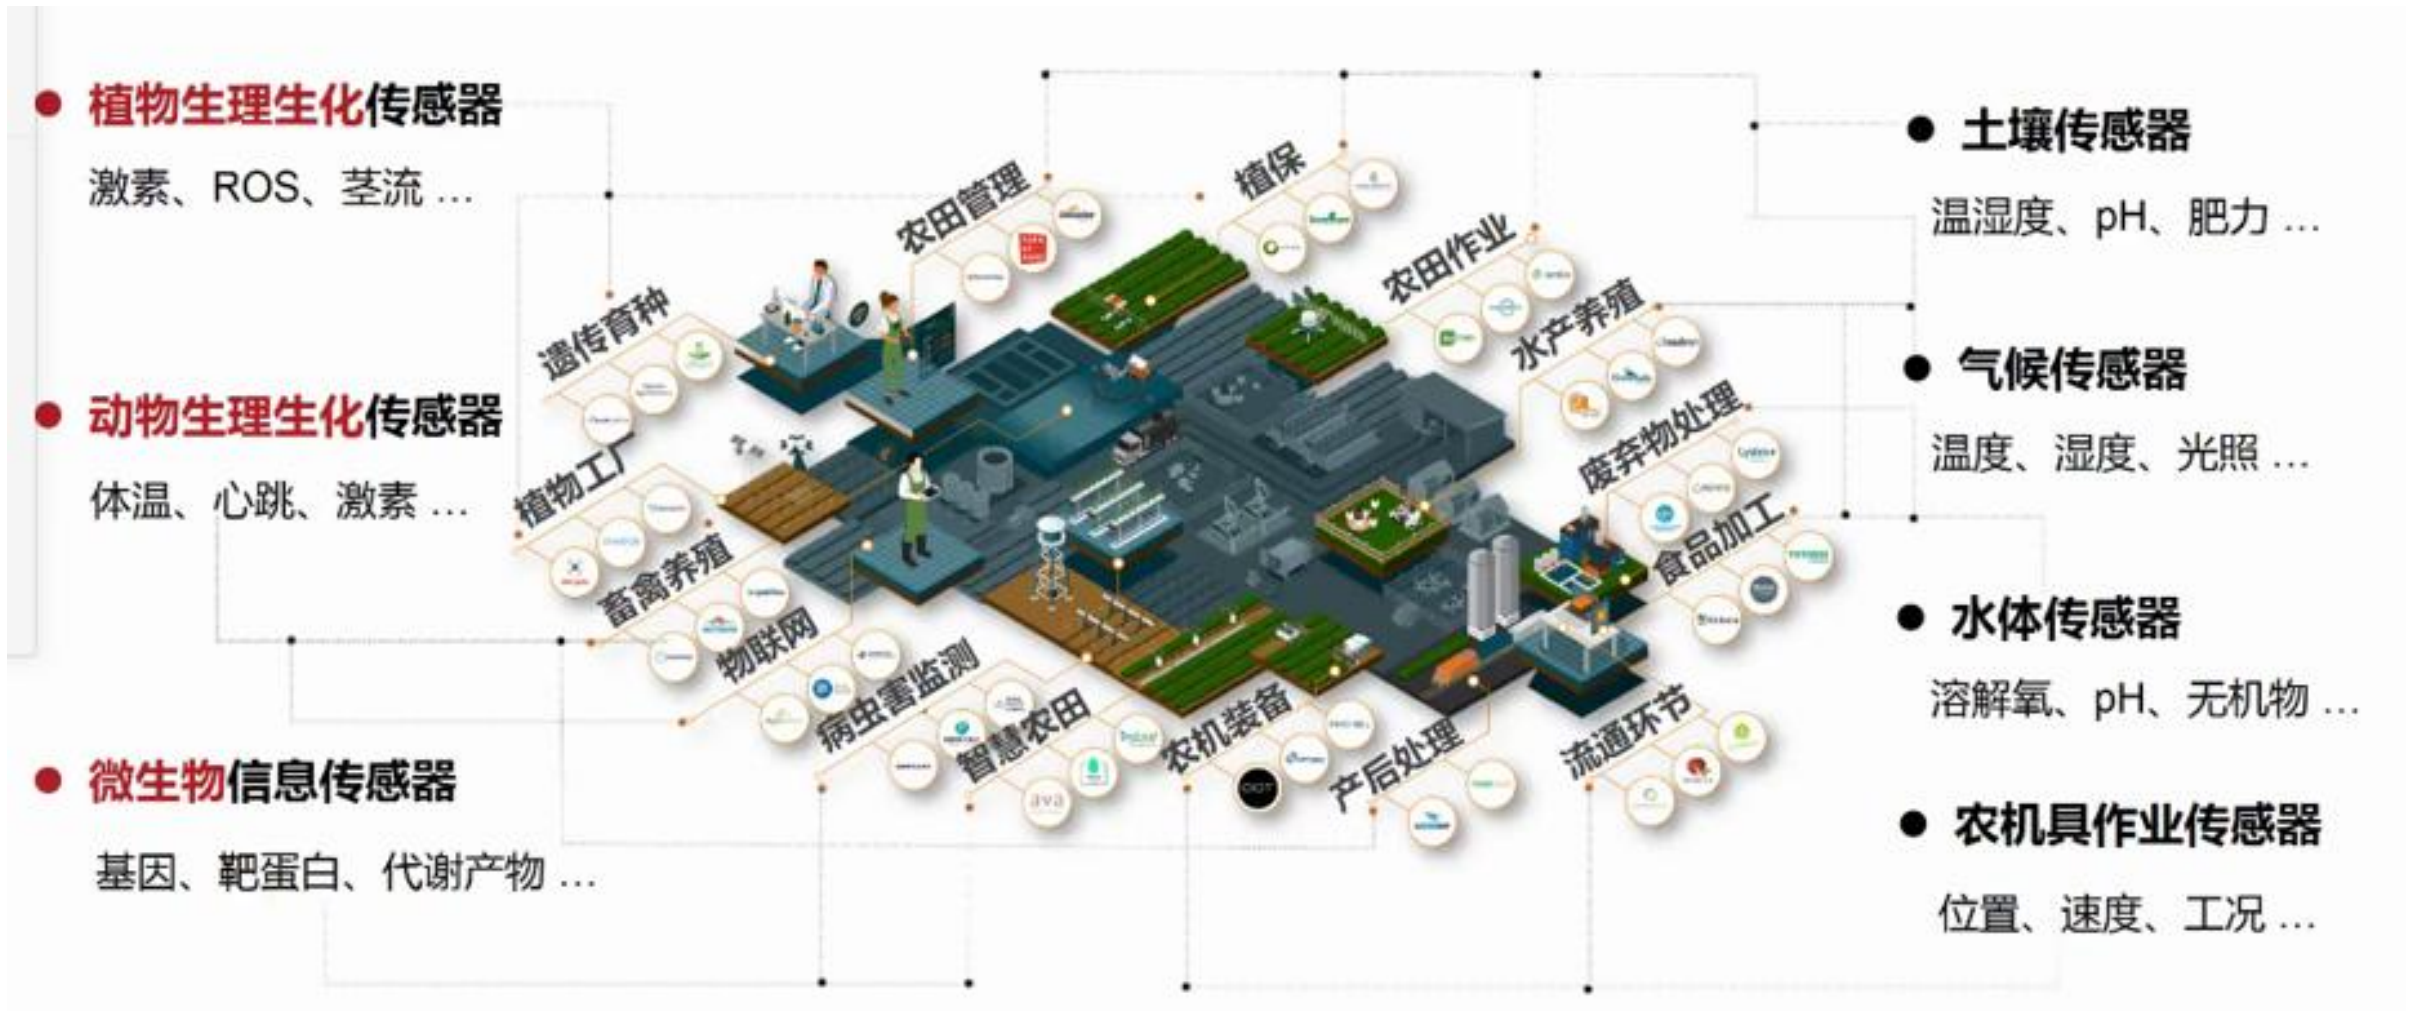 植物生理生化传感器
激素、ROS、茎流 ...
动物生理生化传感器
体温、心跳、激素 ...
微生物信息传感器
基因、靶蛋白、代谢产物 ...
遗传育种
农田管理
植保
农田作业
水产养殖
废弃物处理
食品加工
植物工厂
畜禽养殖
物联网
病虫害监测
智慧农田
ava
农机装备
产后处理
流通环节
土壤传感器
温湿度、pH、肥力 ...
气候传感器
温度、湿度、光照 ...
水体传感器
溶解氧、pH、无机物 ...
农机具作业传感器
位置、速度、工况 ...